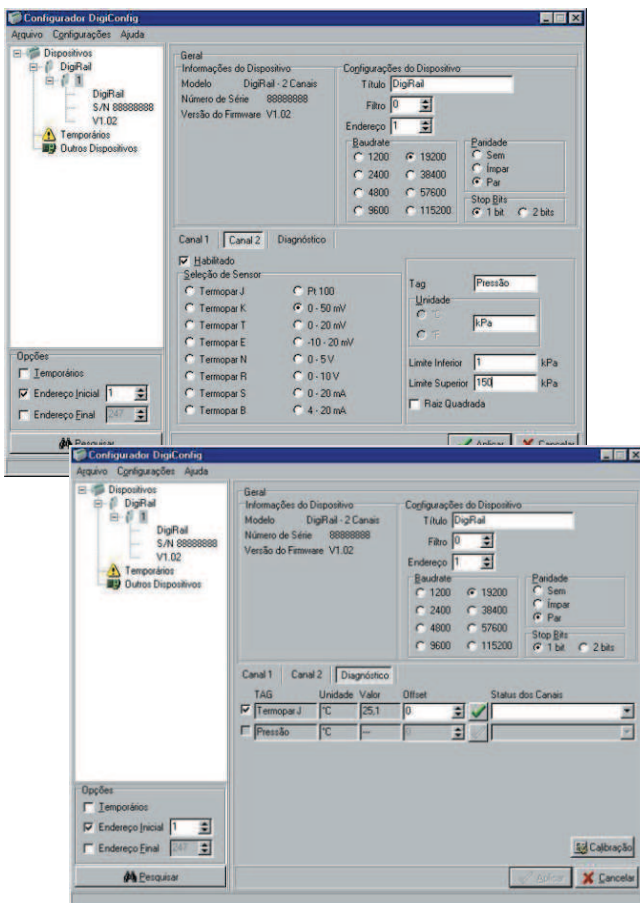 Configurador DigiConfig
Arquivo Configurações Ajuda
Dispositivos
DigiRail
1
DigiRail
S/N 88888888
V1.02
Temporários
Outros Dispositivos
Opções
Temporários
Endereço Inicial 1
Endereço Final 247
Pesquisar
Geral
Informações do Dispositivo
Modelo DigiRail - 2 Canais
Número de Série 88888888
Versão do Firmware V1.02
Configurações do Dispositivo
Título DigiRail
Filtro 0
Endereço 1
Baudrate
1200 19200
2400 38400
4800 57600
9600 115200
Paridade
Sem
Ímpar
Par
Stop Bits
1 bit 2 bits
Canal 1 Canal 2 Diagnóstico
Habilitado
Seleção de Sensor
Termopar J Pt 100
Termopar K 0 - 50 mV
Termopar T 0 - 20 mV
Termopar E -10 - 20 mV
Termopar N 0 - 5 V
Termopar R 0 - 10 V
Termopar S 0 - 20 mA
Termopar B 4 - 20 mA
Tag Pressão
Unidade
°C
°F
kPa
Limite Inferior 1 kPa
Limite Superior 150 kPa
Raiz Quadrada
Aplicar Cancelar
Configurador DigiConfig
Arquivo Configurações Ajuda
Dispositivos
DigiRail
1
DigiRail
S/N 88888888
V1.02
Temporários
Outros Dispositivos
Opções
Temporários
Endereço Inicial 1
Endereço Final 247
Pesquisar
Geral
Informações do Dispositivo
Modelo DigiRail - 2 Canais
Número de Série 88888888
Versão do Firmware V1.02
Configurações do Dispositivo
Título DigiRail
Filtro 0
Endereço 1
Baudrate
1200 19200
2400 38400
4800 57600
9600 115200
Paridade
Sem
Ímpar
Par
Stop Bits
1 bit 2 bits
Canal 1 Canal 2 Diagnóstico
TAG Unidade Valor Offset Status dos Canais
Termopar J °C 25,1 0
Pressão °C --- 0
Calibração
Aplicar Cancelar